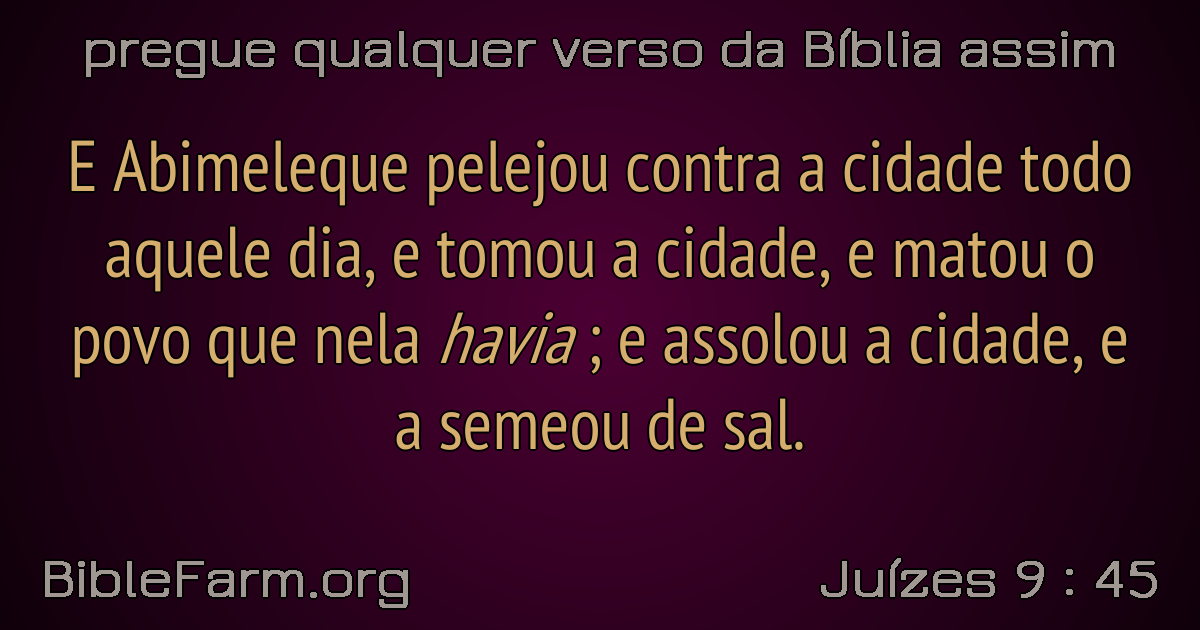 pregue qualquer verso da Bíblia assim
E Abimeleque pelejou contra a cidade todo
aquele dia, e tomou a cidade, e matou o
povo que nela havia ; e assolou a cidade, e
a semeou de sal.
BibleFarm.org
Juízes 9 : 45